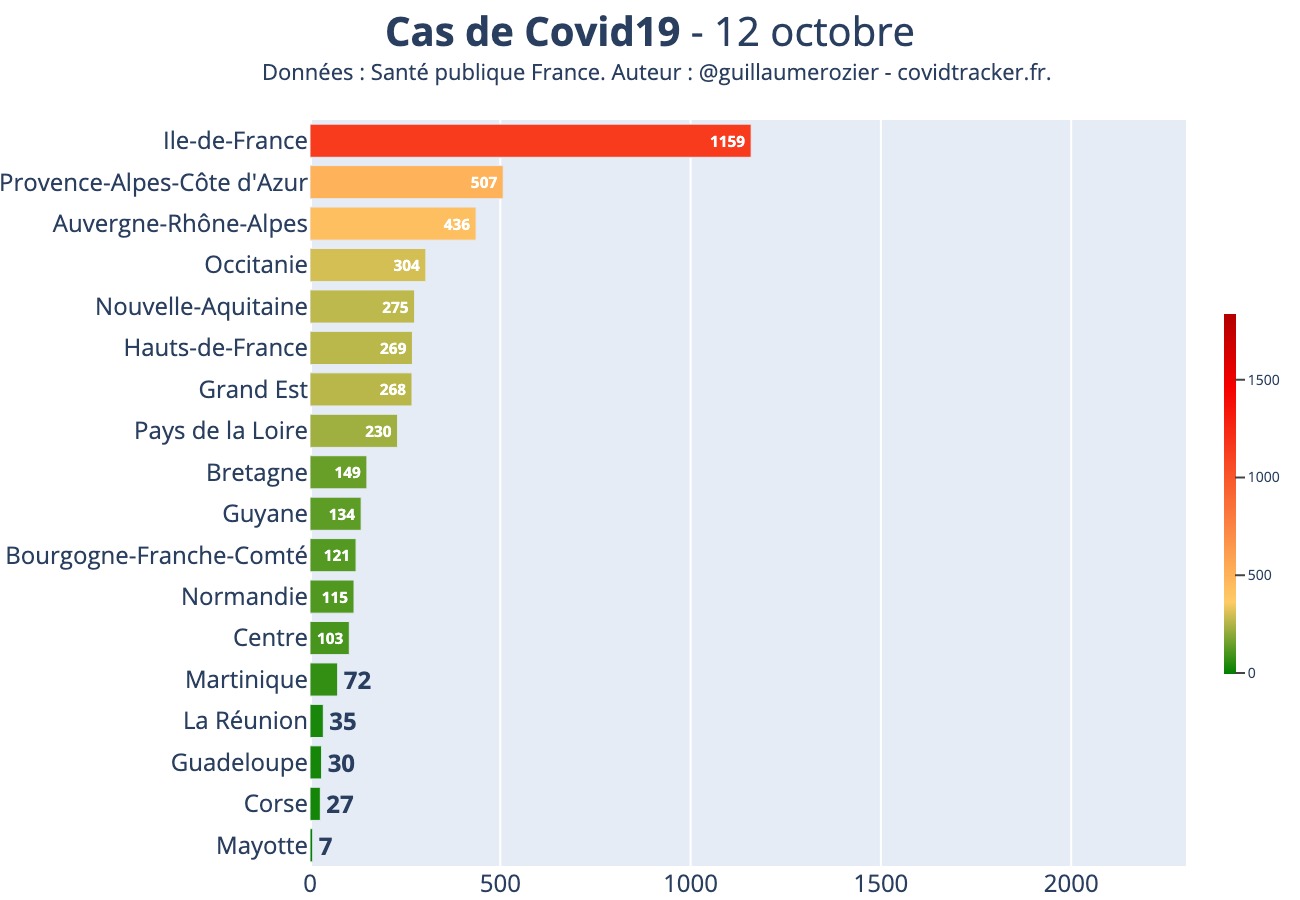 Cas de Covid19 - 12 octobre
Données : Santé publique France. Auteur : @guillaumerozier - covidtracker.fr.
Ile-de-France 1159
Provence-Alpes-Côte d'Azur 507
Auvergne-Rhône-Alpes 436
Occitanie 304
Nouvelle-Aquitaine 275
Hauts-de-France 269
Grand Est 268
Pays de la Loire 230
Bretagne 149
Guyane 134
Bourgogne-Franche-Comté 121
Normandie 115
Centre 103
Martinique 72
La Réunion 35
Guadeloupe 30
Corse 27
Mayotte 7
0 500 1000 1500 2000
1500
1000
500
0